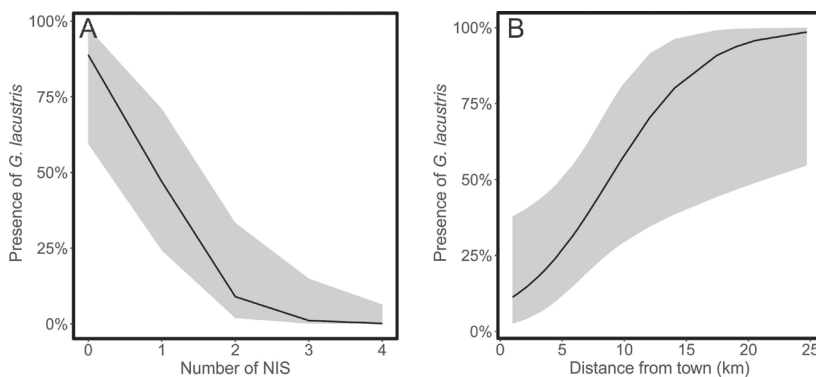 A
100%
75%
50%
25%
0%
Presence of G. lacustris
0 1 2 3 4
Number of NIS
B
100%
75%
50%
25%
0%
Presence of G. lacustris
0 5 10 15 20 25
Distance from town (km)